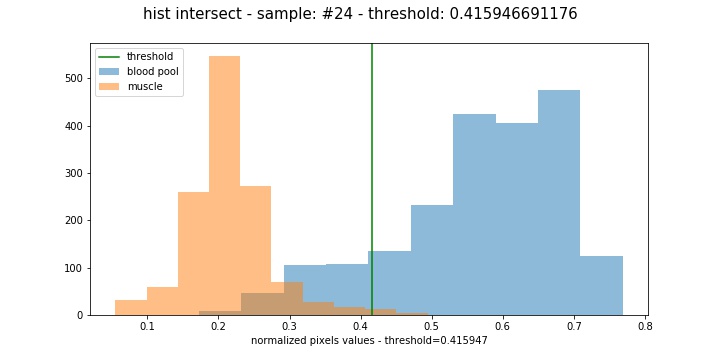 hist intersect - sample: #24 - threshold: 0.415946691176
threshold
blood pool
muscle
500
400
300
200
100
0
0.1 0.2 0.3 0.4 0.5 0.6 0.7 0.8
normalized pixels values - threshold=0.415947